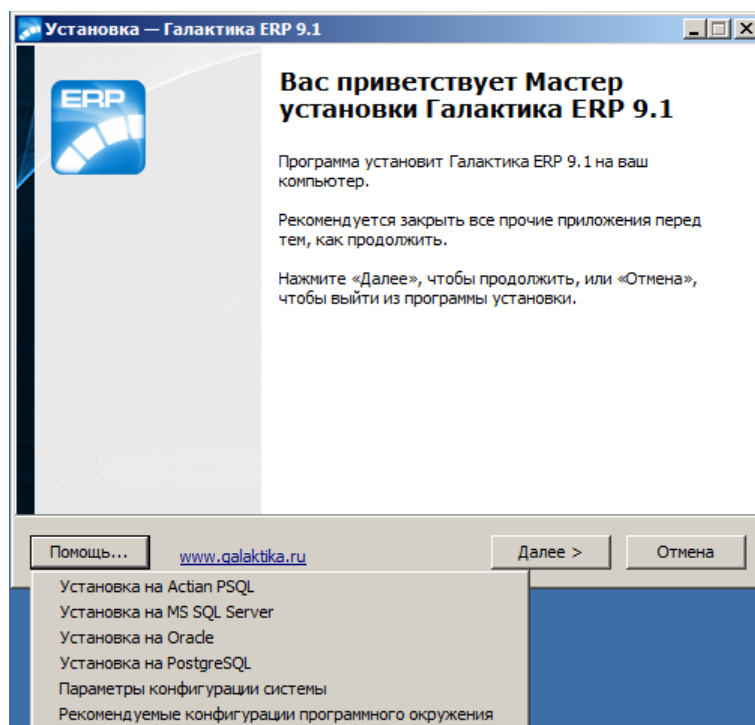 Установка — Галактика ERP 9.1
ERP
Вас приветствует Мастер
установки Галактика ERP 9.1
Программа установит Галактика ERP 9.1 на ваш
компьютер.
Рекомендуется закрыть все прочие приложения перед
тем, как продолжить.
Нажмите «Далее», чтобы продолжить, или «Отмена»,
чтобы выйти из программы установки.
Помощь...
www.galaktika.ru
Далее >
Отмена
Установка на Actian PSQL
Установка на MS SQL Server
Установка на Oracle
Установка на PostgreSQL
Параметры конфигурации системы
Рекомендуемые конфигурации программного окружения